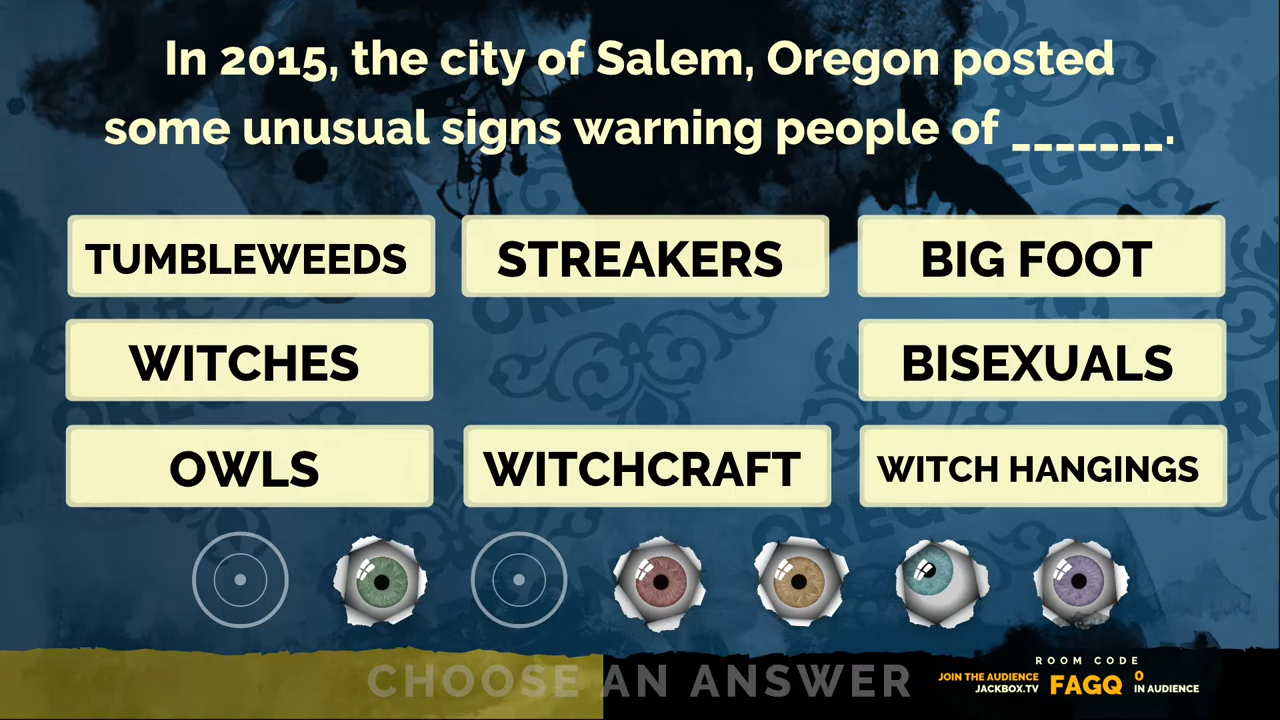 In 2015, the city of Salem, Oregon posted
some unusual signs warning people of _______.
TUMBLEWEEDS
STREAKERS
BIG FOOT
WITCHES
BISEXUALS
OWLS
WITCHCRAFT
WITCH HANGINGS
CHOOSE AN ANSWER
ROOM CODE
JOIN THE AUDIENCE
JACKBOX.TV
FAGQ
0
IN AUDIENCE
OREGON